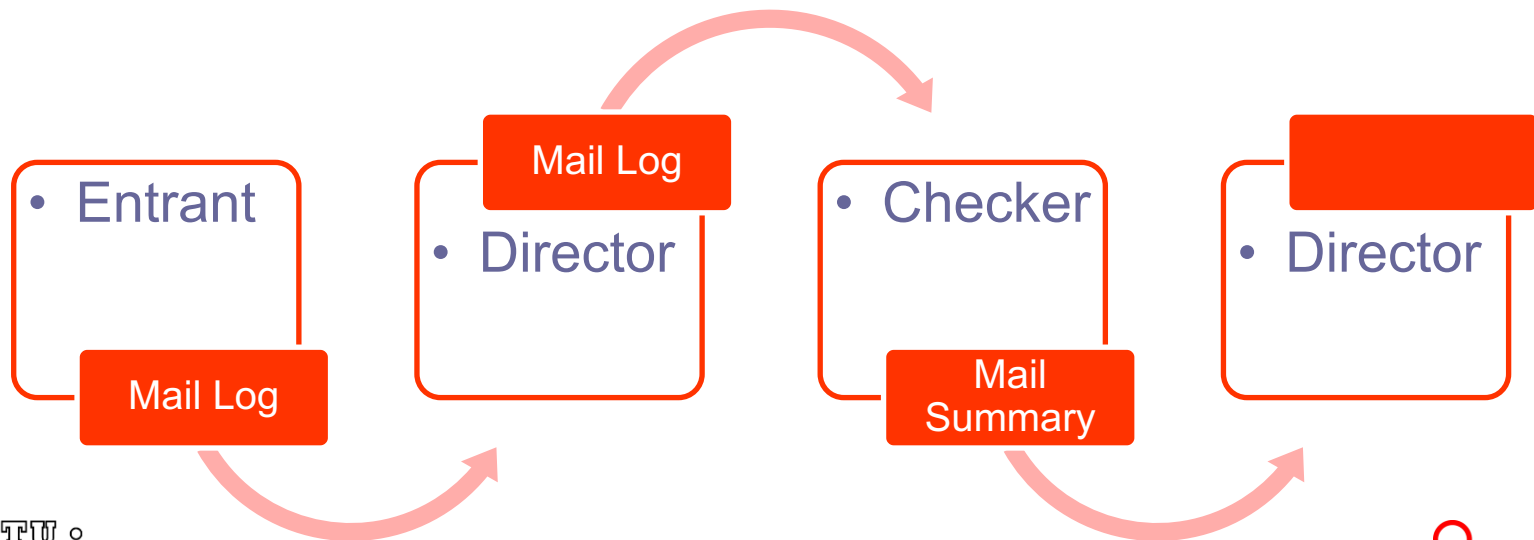 • Entrant
Mail Log
Mail Log
• Director
• Checker
Mail
Summary
• Director